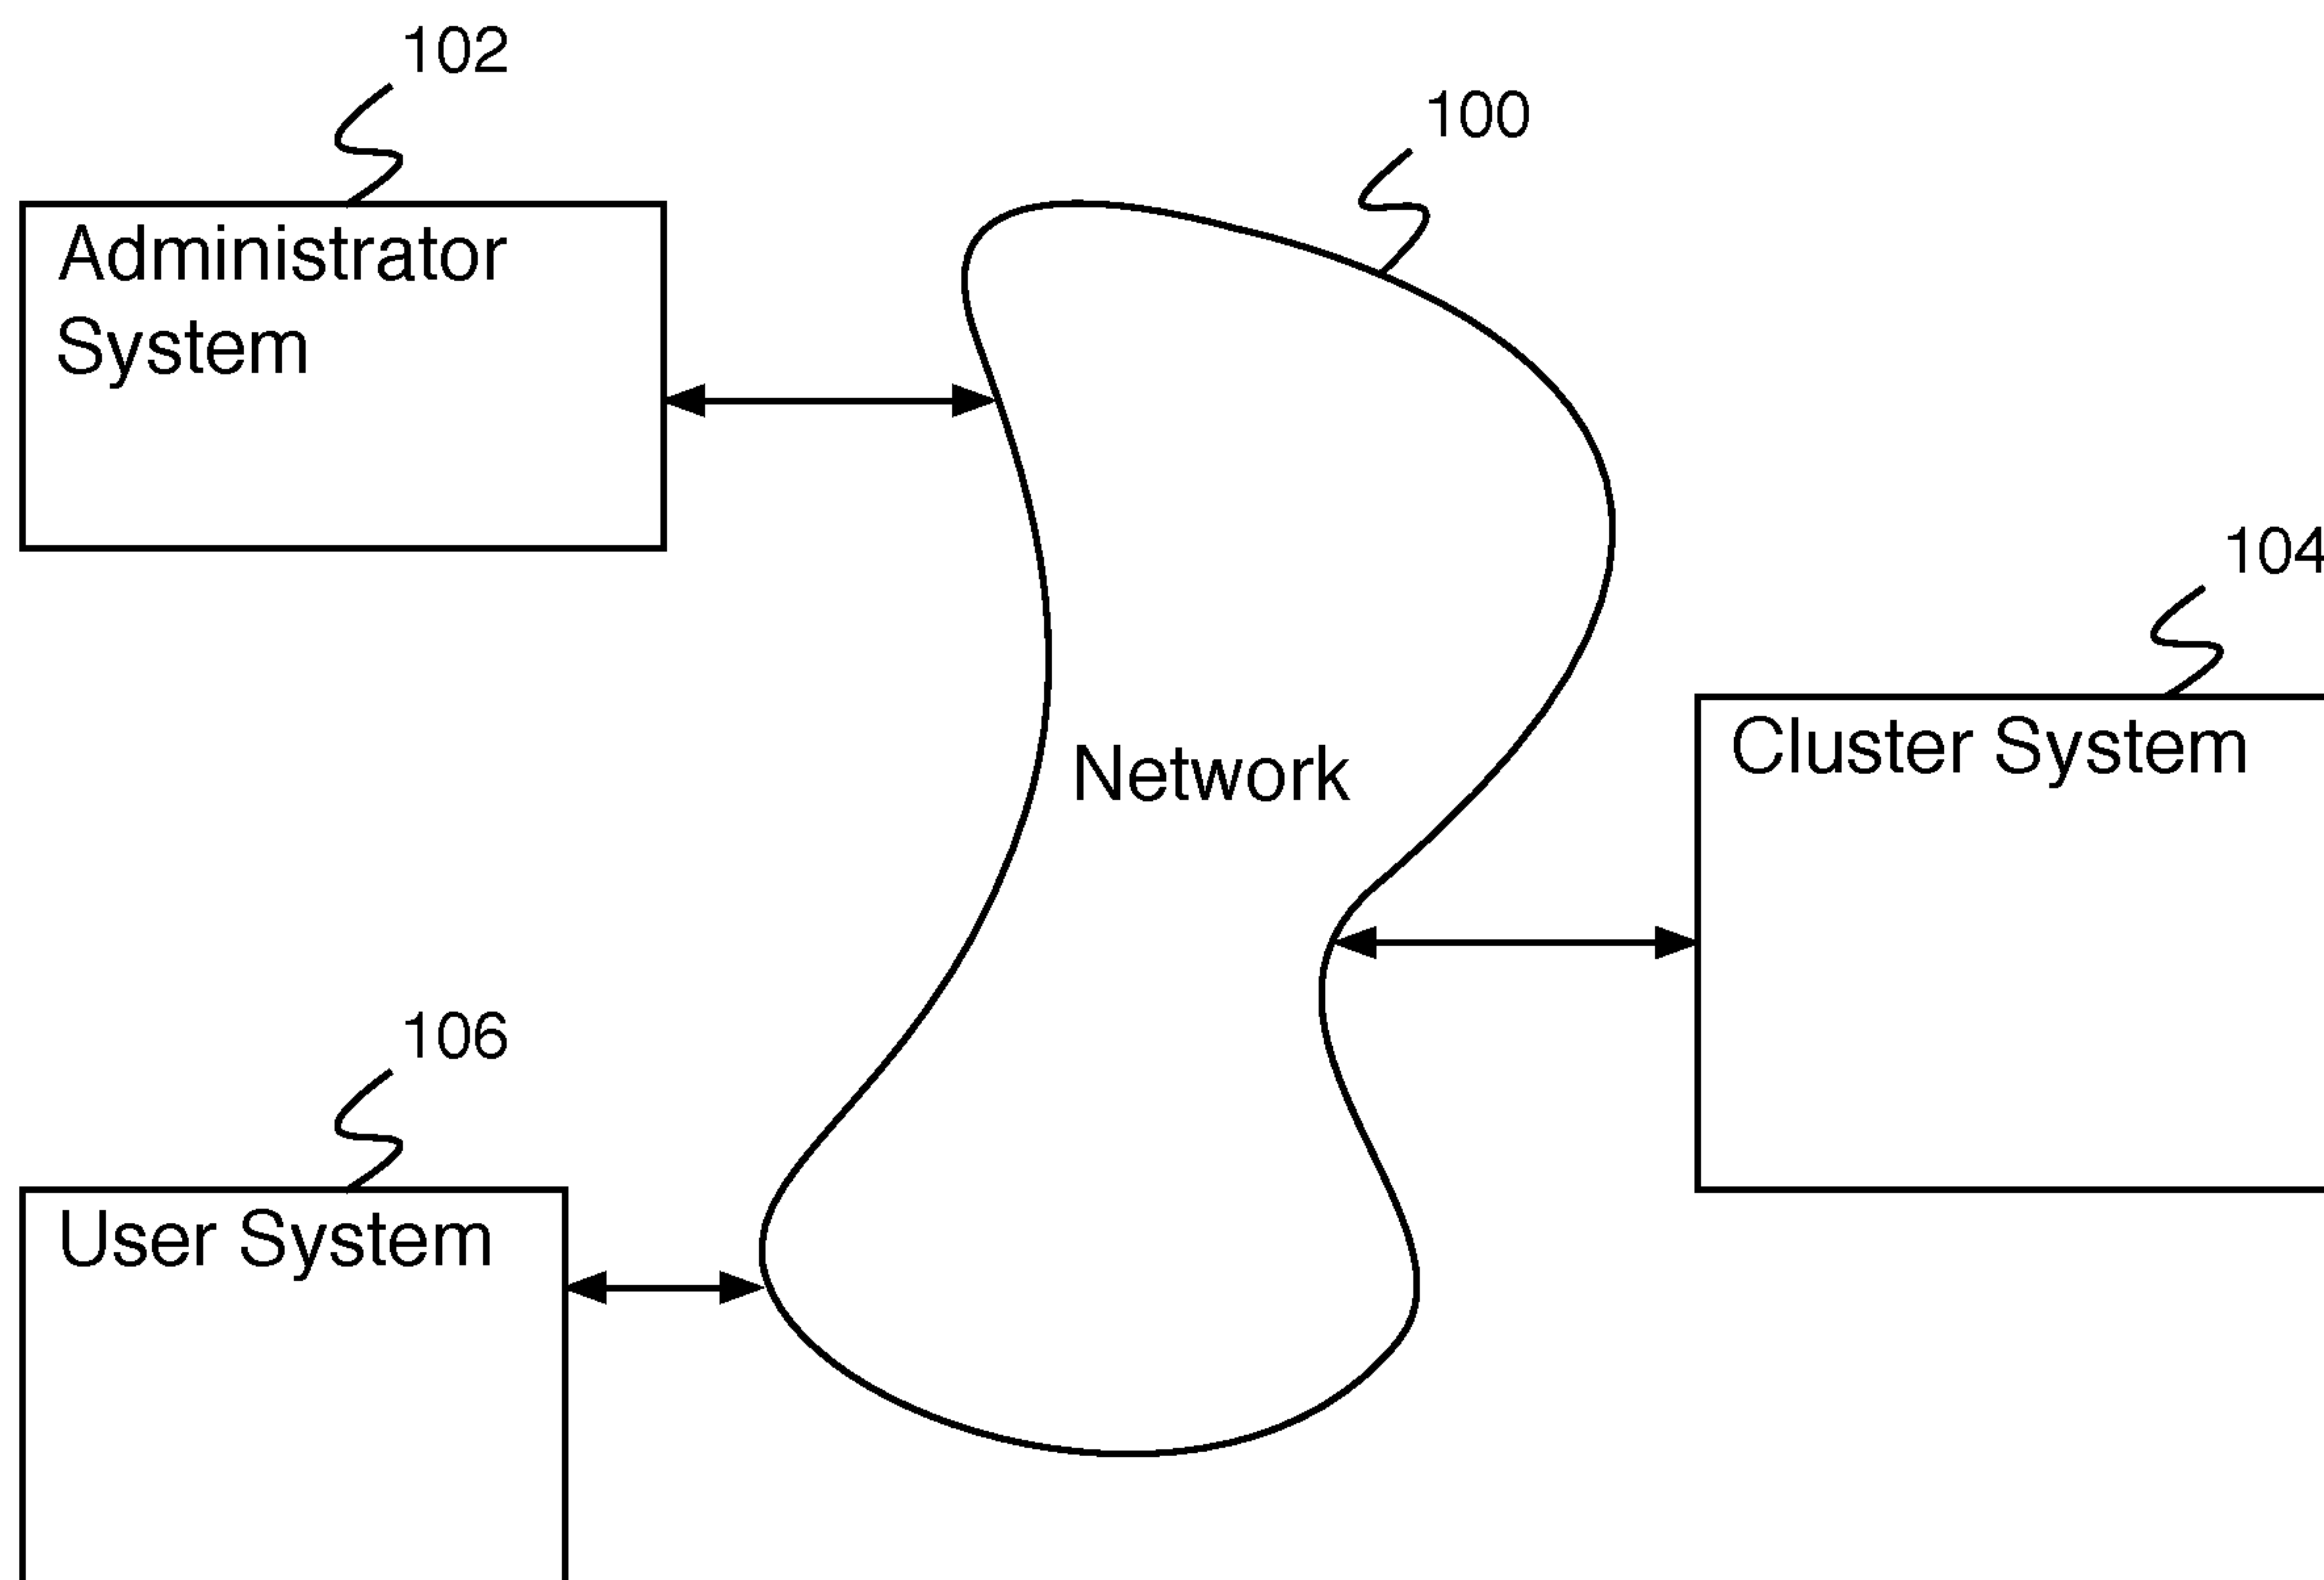 102
100
Administrator
System
104
Cluster System
Network
106
User System